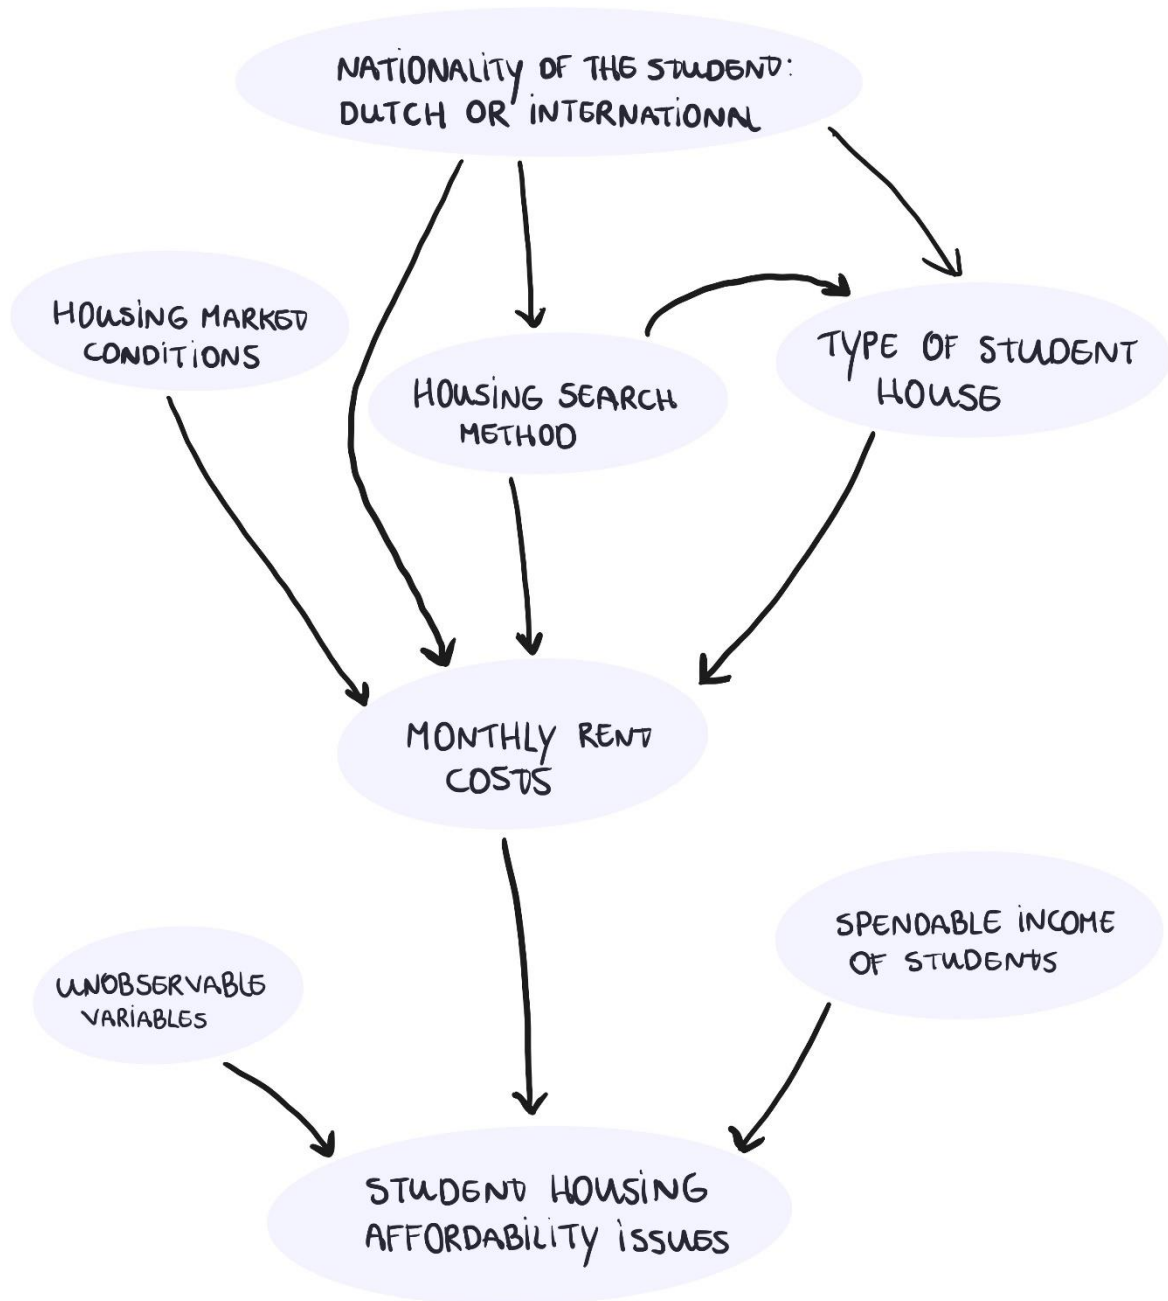 NATIONALITY OF THE STUDENT:
DUTCH OR INTERNATIONAL
HOUSING MARKET
CONDITIONS
HOUSING SEARCH
METHOD
TYPE OF STUDENT
HOUSE
MONTHLY RENT
COSTS
UNOBSERVABLE
VARIABLES
SPENDABLE INCOME
OF STUDENTS
STUDENT HOUSING
AFFORDABILITY ISSUES